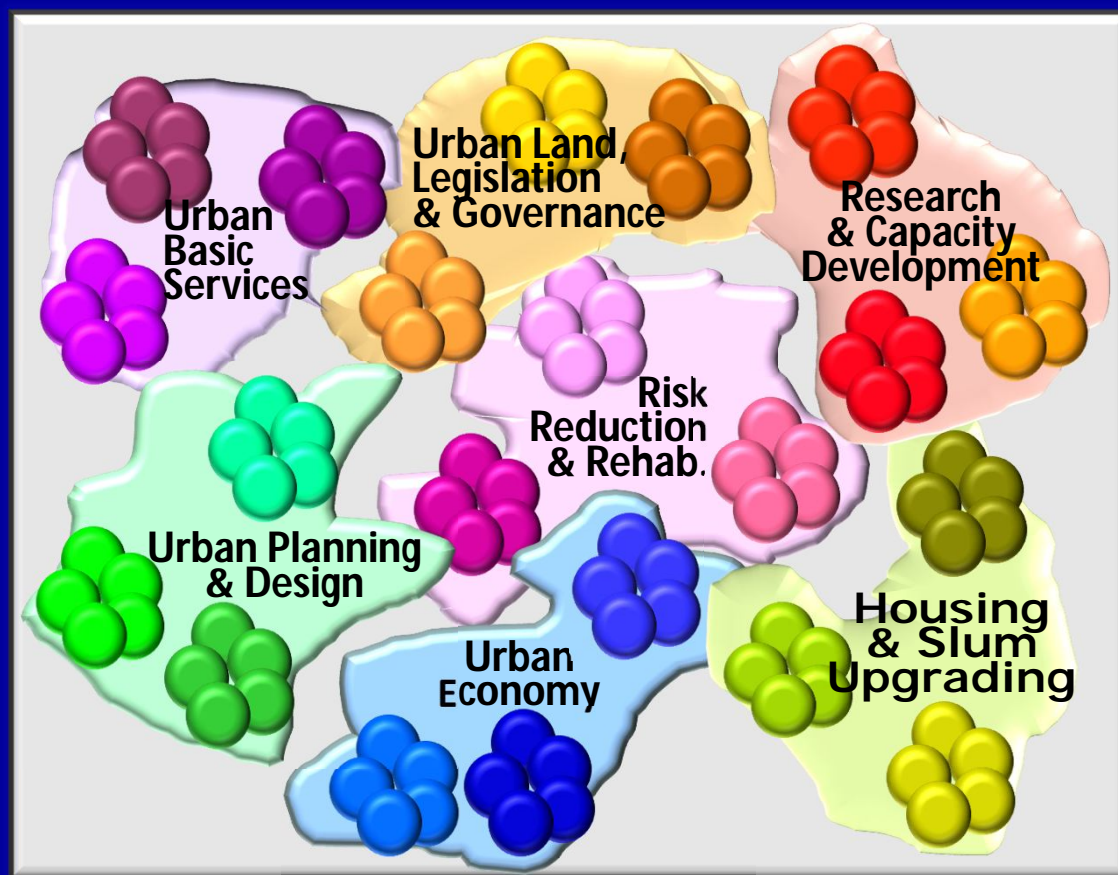 Urban
Basic
Services
Urban Land,
Legislation
& Governance
Research
& Capacity
Development
Risk
Reduction
& Rehab.
Urban Planning
& Design
Urban
Economy
Housing
& Slum
Upgrading